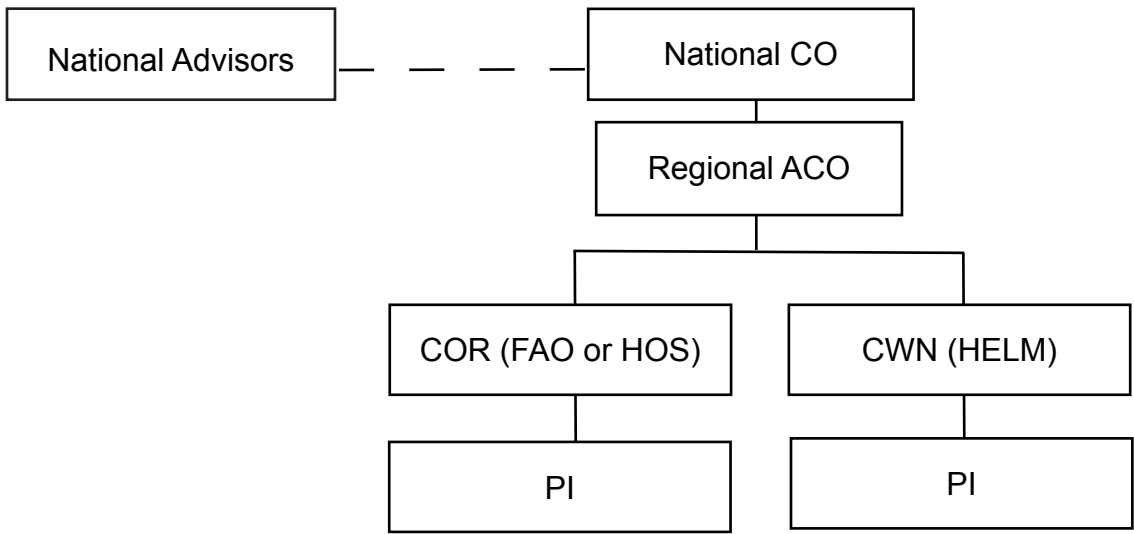 National Advisors
National CO
Regional ACO
COR (FAO or HOS)
CWN (HELM)
PI
PI